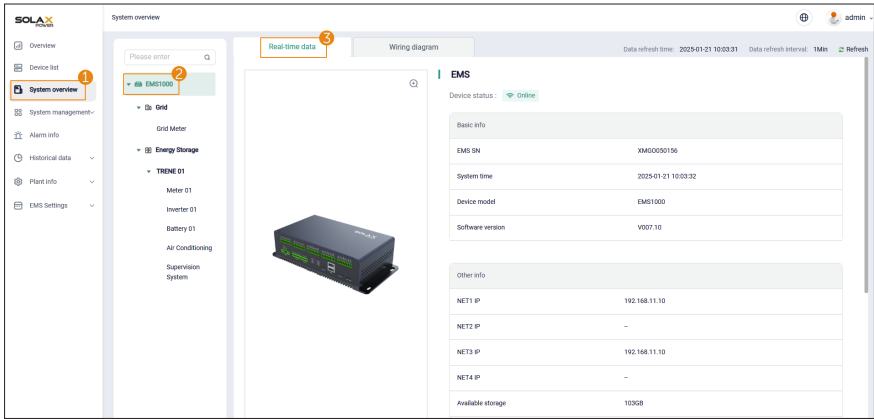 SOLAX
POWER
System overview
admin
Overview
Device list
System overview
1
System management
Alarm info
Historical data
Plant info
EMS Settings
Please enter
2
EMS1000
Grid
Grid Meter
Energy Storage
TRENE 01
Meter 01
Inverter 01
Battery 01
Air Conditioning
Supervision
System
Real-time data
3
Wiring diagram
Data refresh time: 2025-01-21 10:03:31 Data refresh interval: 1Min Refresh
SOLAX
EMS
Device status : Online
Basic info
EMS SN XMG0050156
System time 2025-01-21 10:03:32
Device model EMS1000
Software version V007.10
Other info
NET1 IP 192.168.11.10
NET2 IP –
NET3 IP 192.168.11.10
NET4 IP –
Available storage 103GB